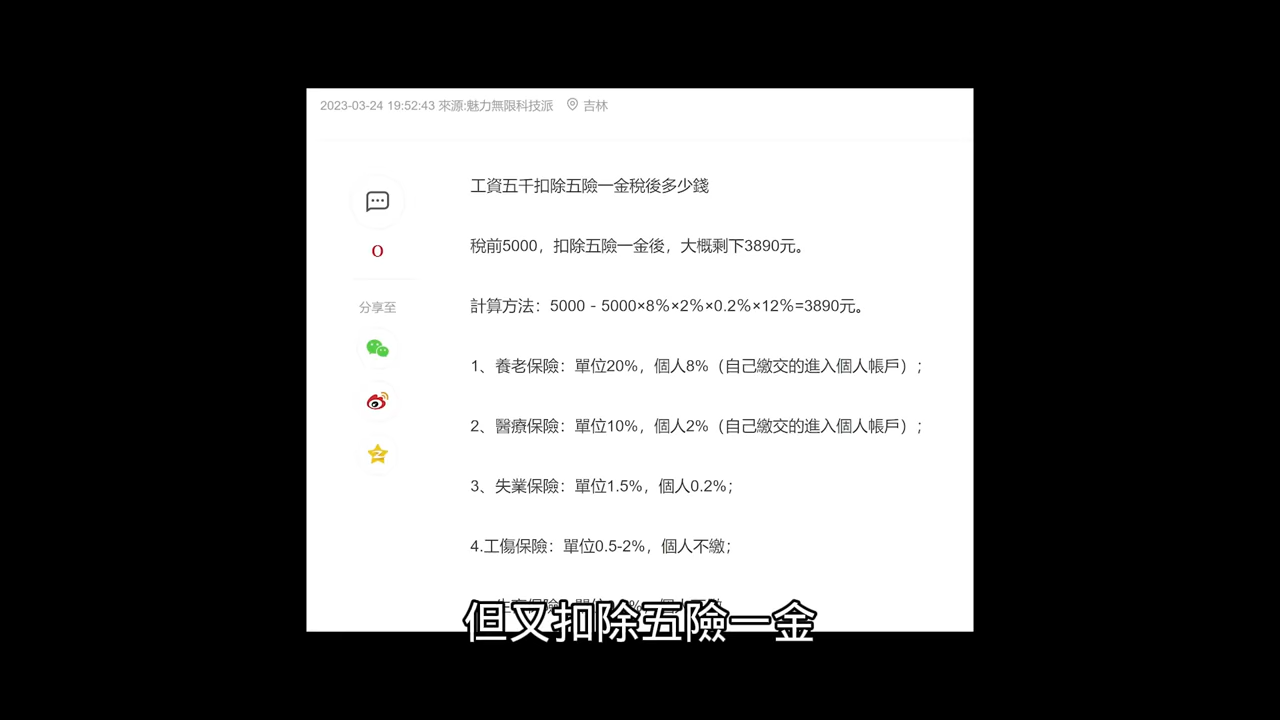 2023-03-24 19:52:43 來源:魅力無限科技派 吉林
工資五千扣除五險一金稅後多少錢
稅前5000，扣除五險一金後，大概剩下3890元。
分享至
計算方法：5000－5000×8%×2%×0.2%×12%=3890元。
1、養老保險：單位20%，個人8%（自己繳交的進入個人帳戶）;
2、醫療保險：單位10%，個人2%（自己繳交的進入個人帳戶）;
3、失業保險：單位1.5%，個人0.2%;
4.工傷保險：單位0.5-2%，個人不繳;
但又扣除五險一金